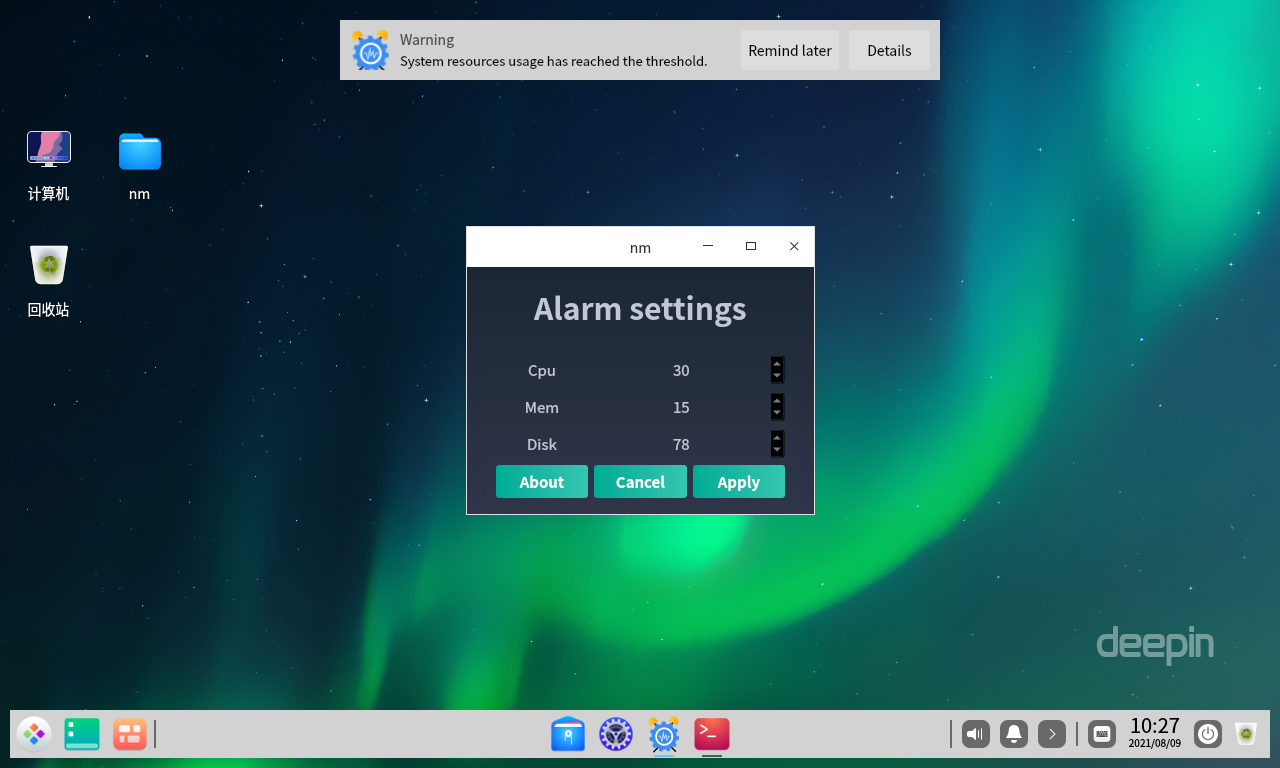 Warning
System resources usage has reached the threshold.
Remind later
Details
计算机
nm
回收站
nm
Alarm settings
Cpu 30
Mem 15
Disk 78
About Cancel Apply
deepin
10:27
2021/08/09